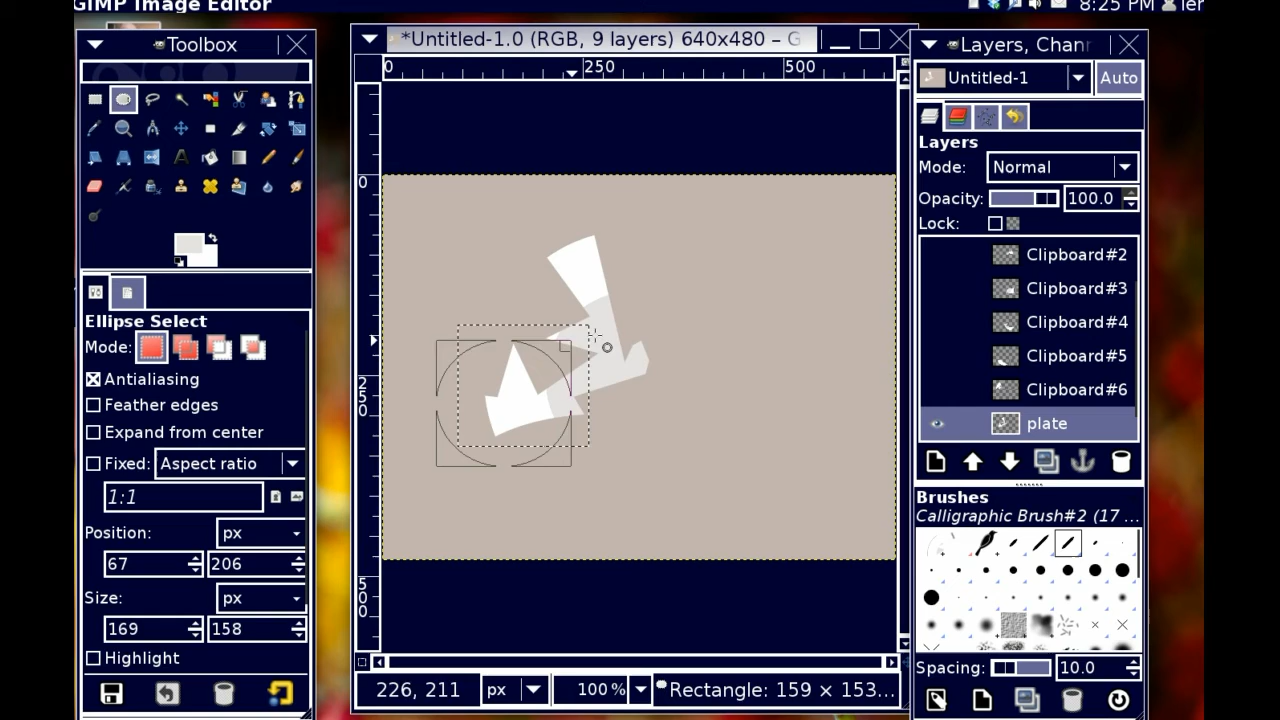 GIMP Image Editor
8:25 PM
ler
Toolbox
Ellipse Select
Mode:
Antialiasing
Feather edges
Expand from center
Fixed: Aspect ratio
1:1
Position: px
67 206
Size: px
169 158
Highlight
*Untitled-1.0 (RGB, 9 layers) 640x480 – G
0 250 500
0
250
500
226, 211 px 100 % Rectangle: 159 × 153...
Layers, Chan
Untitled-1 Auto
Layers
Mode: Normal
Opacity: 100.0
Lock:
Clipboard#2
Clipboard#3
Clipboard#4
Clipboard#5
Clipboard#6
plate
Brushes
Calligraphic Brush#2 (17 ...
Spacing: 10.0